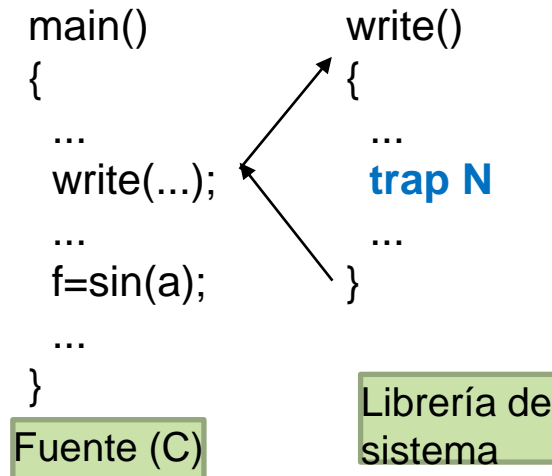 main()
{
...
write(...);
...
f=sin(a);
...
}
Fuente (C)
write()
{
...
trap N
...
}
Librería de
sistema